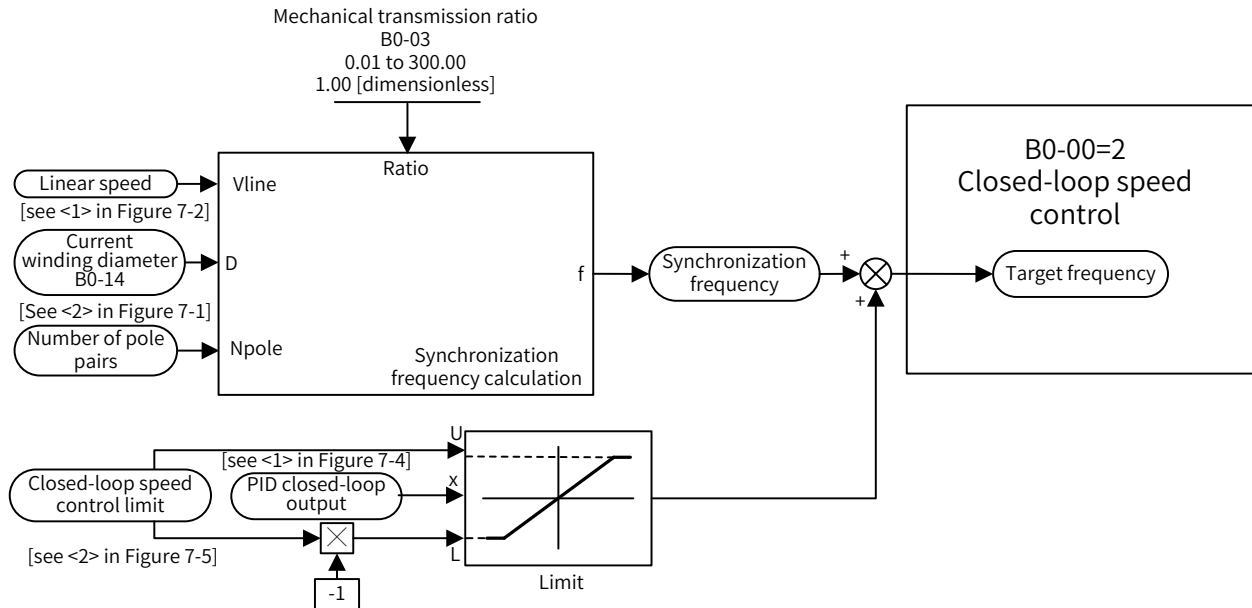 Mechanical transmission ratio
B0-03
0.01 to 300.00
1.00 [dimensionless]
Ratio
Linear speed
Vline
[see <1> in Figure 7-2]
Current
winding diameter
B0-14
D
[See <2> in Figure 7-1]
Number of pole
pairs
Npole
f
Synchronization
frequency calculation
Synchronization
frequency
+
+
B0-00=2
Closed-loop speed
control
Target frequency
U
[see <1> in Figure 7-4]
Closed-loop speed
control limit
PID closed-loop
output
x
L
[see <2> in Figure 7-5]
-1
Limit